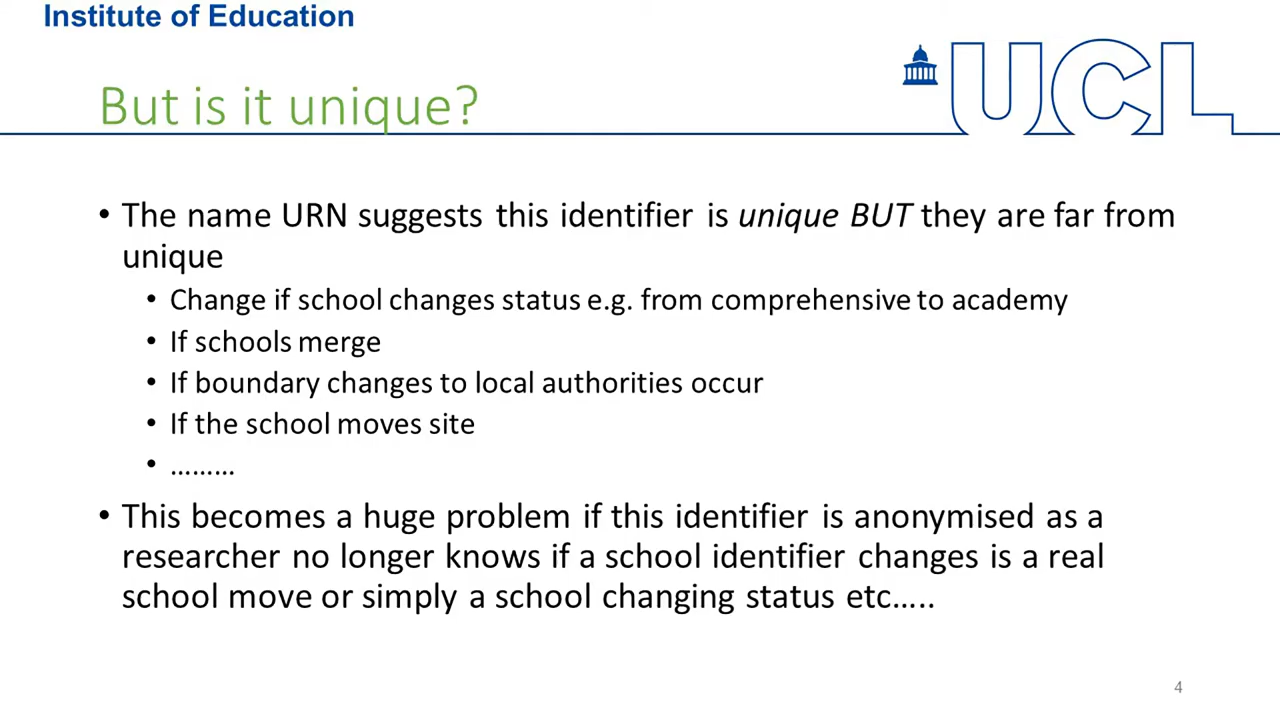 Institute of Education
UCL
But is it unique?
• The name URN suggests this identifier is unique BUT they are far from
unique
• Change if school changes status e.g. from comprehensive to academy
• If schools merge
• If boundary changes to local authorities occur
• If the school moves site
• ………
• This becomes a huge problem if this identifier is anonymised as a
researcher no longer knows if a school identifier changes is a real
school move or simply a school changing status etc…..
4